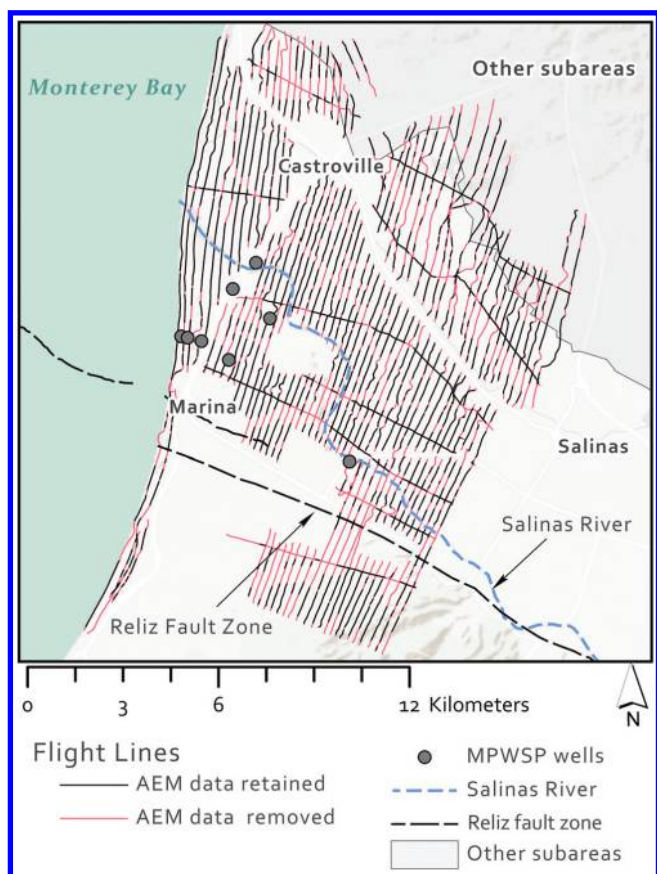 Monterey Bay
Other subareas
Castroville
Marina
Salinas
Salinas River
Reliz Fault Zone
0 3 6 12 Kilometers
N
Flight Lines
AEM data retained
AEM data removed
MPWSP wells
Salinas River
Reliz fault zone
Other subareas